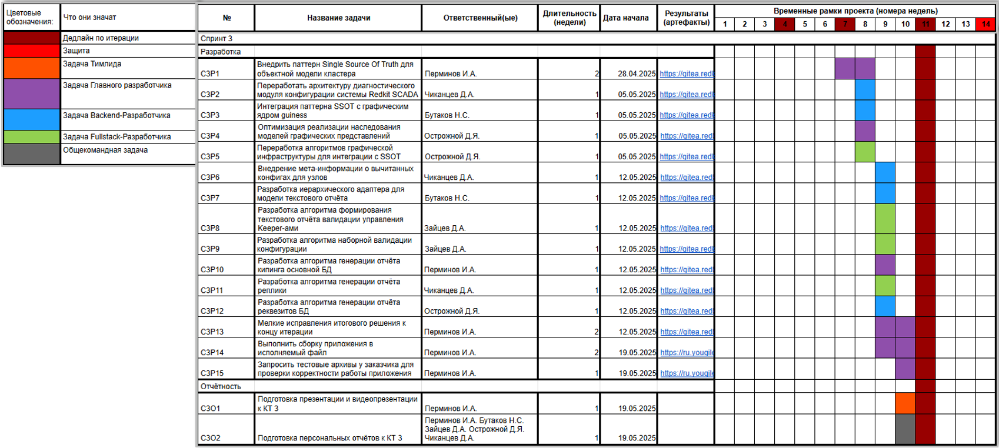 Цветовые
обозначения:
Что они значат
Дедлайн по итерации
Защита
Задача Тимлида
Задача Главного разработчика
Задача Backend-Разработчика
Задача Fullstack-Разработчика
Общекомандная задача
№
Название задачи
Ответственный(ые)
Длительность
(недели)
Дата начала
Результаты
(артефакты)
Временные рамки проекта (номера недель)
1 2 3 4 5 6 7 8 9 10 11 12 13 14
Спринт 3
Разработка
С3Р1
Внедрить паттерн Single Source Of Truth для
объектной модели кластера
Перминов И.А.
2
28.04.2025
https://gitea.red
С3Р2
Переработать архитектуру диагностического
модуля конфигурации системы Redkit SCADA
Чиканцев Д.А.
1
05.05.2025
https://gitea.red
С3Р3
Интеграция паттерна SSOT с графическим
ядром guiness
Бутаков Н.С.
1
05.05.2025
https://gitea.red
С3Р4
Оптимизация реализации наследования
моделей графических представлений
Острожной Д.Я.
1
05.05.2025
https://gitea.red
С3Р5
Переработка алгоритмов графической
инфраструктуры для интеграции с SSOT
Острожной Д.Я.
1
05.05.2025
https://gitea.red
С3Р6
Внедрение мета-информации о вычитанных
конфигах для узлов
Чиканцев Д.А.
1
12.05.2025
https://gitea.red
С3Р7
Разработка иерархического адаптера для
модели текстового отчёта
Бутаков Н.С.
1
12.05.2025
https://gitea.red
С3Р8
Разработка алгоритма формирования
текстового отчёта валидации управления
Keeper-ами
Зайцев Д.А.
1
12.05.2025
https://gitea.red
С3Р9
Разработка алгоритма наборной валидации
конфигурации
Зайцев Д.А.
1
12.05.2025
https://gitea.red
С3Р10
Разработка алгоритма генерации отчёта
кипинга основной БД
Перминов И.А.
1
12.05.2025
https://gitea.red
С3Р11
Разработка алгоритма генерации отчёта
реплики
Чиканцев Д.А.
1
12.05.2025
https://gitea.red
С3Р12
Разработка алгоритма генерации отчёта
реквезитов БД
Острожной Д.Я.
1
12.05.2025
https://gitea.red
С3Р13
Мелкие исправления итогового решения к
концу итерации
Перминов И.А.
2
12.05.2025
https://gitea.red
С3Р14
Выполнить сборку приложения в
исполняемый файл
Перминов И.А.
2
19.05.2025
https://ru.yougile
С3Р15
Запросить тестовые архивы у заказчика для
проверки корректности работы приложения
Перминов И.А.
1
19.05.2025
https://ru.yougile
Отчётность
С3О1
Подготовка презентации и видеопрезентации
к КТ 3
Перминов И.А.
1
19.05.2025
С3О2
Подготовка персональных отчётов к КТ 3
Перминов И.А. Бутаков Н.С.
Зайцев Д.А. Острожной Д.Я.
Чиканцев Д.А.
1
19.05.2025